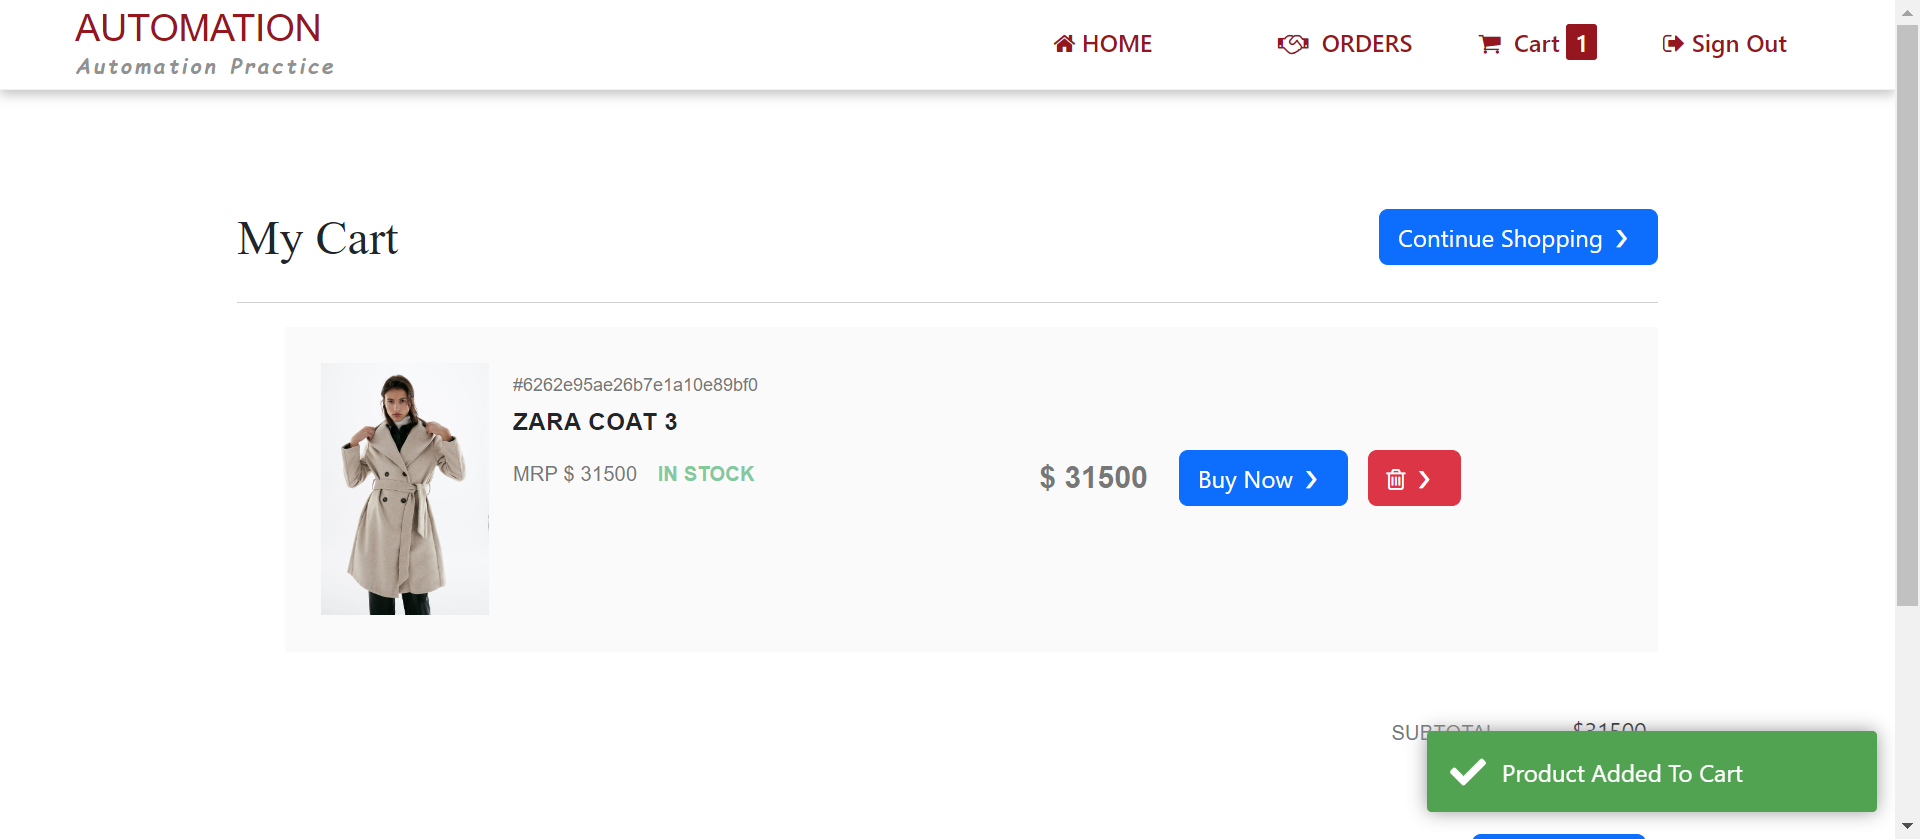 AUTOMATION
Automation Practice
HOME
ORDERS
Cart 1
Sign Out
My Cart
Continue Shopping ❯
#6262e95ae26b7e1a10e89bf0
ZARA COAT 3
MRP $ 31500 IN STOCK
$ 31500
Buy Now ❯
❯
SUBTOTAL $31500
Product Added To Cart